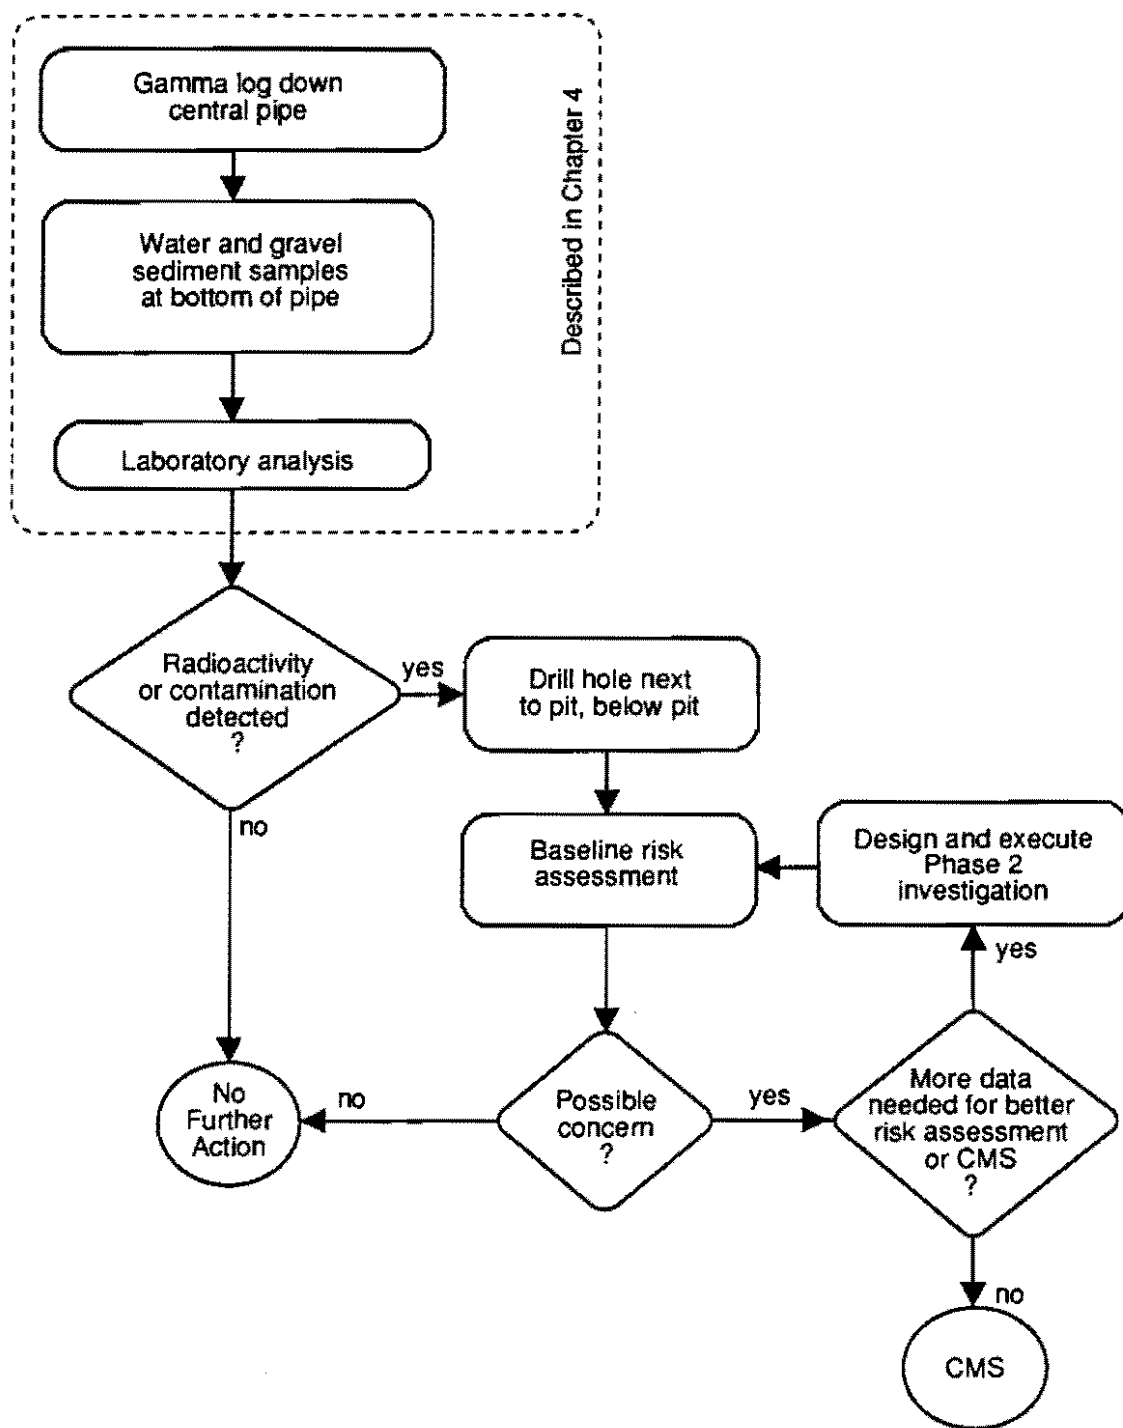 Gamma log down
central pipe
Described in Chapter 4
Water and gravel
sediment samples
at bottom of pipe
Laboratory analysis
Radioactivity
or contamination
detected
?
yes
Drill hole next
to pit, below pit
no
Baseline risk
assessment
Design and execute
Phase 2
investigation
yes
No
Further
Action
no
Possible
concern
?
yes
More data
needed for better
risk assessment
or CMS
?
no
CMS